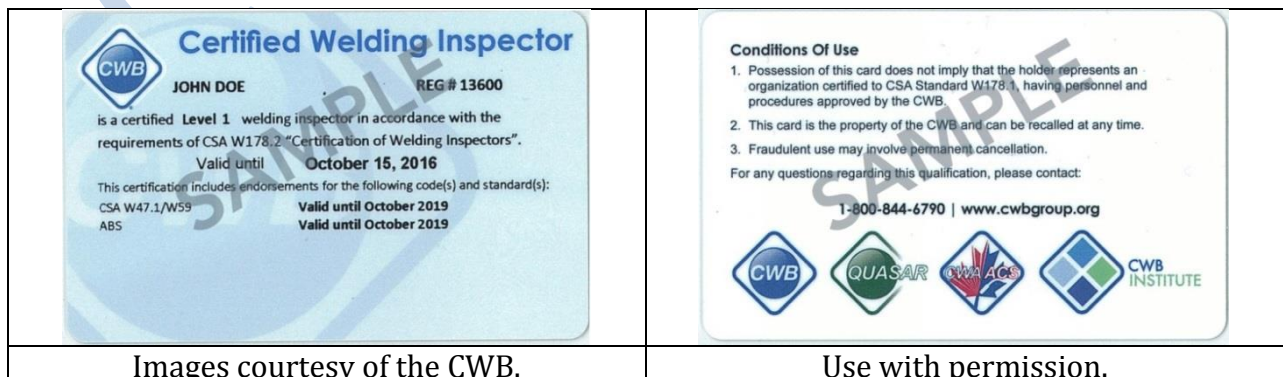 Certified Welding Inspector
CWB
JOHN DOE
REG # 13600
is a certified Level 1 welding inspector in accordance with the
requirements of CSA W178.2 "Certification of Welding Inspectors".
Valid until October 15, 2016
This certification includes endorsements for the following code(s) and standard(s):
CSA W47.1/W59 Valid until October 2019
ABS Valid until October 2019
SAMPLE
Conditions Of Use
1. Possession of this card does not imply that the holder represents an
organization certified to CSA Standard W178.1, having personnel and
procedures approved by the CWB.
2. This card is the property of the CWB and can be recalled at any time.
3. Fraudulent use may involve permanent cancellation.
For any questions regarding this qualification, please contact:
1-800-844-6790 | www.cwbgroup.org
SAMPLE
CWB
QUASAR
CWA ACS
CWB
INSTITUTE
Images courtesy of the CWB.
Use with permission.